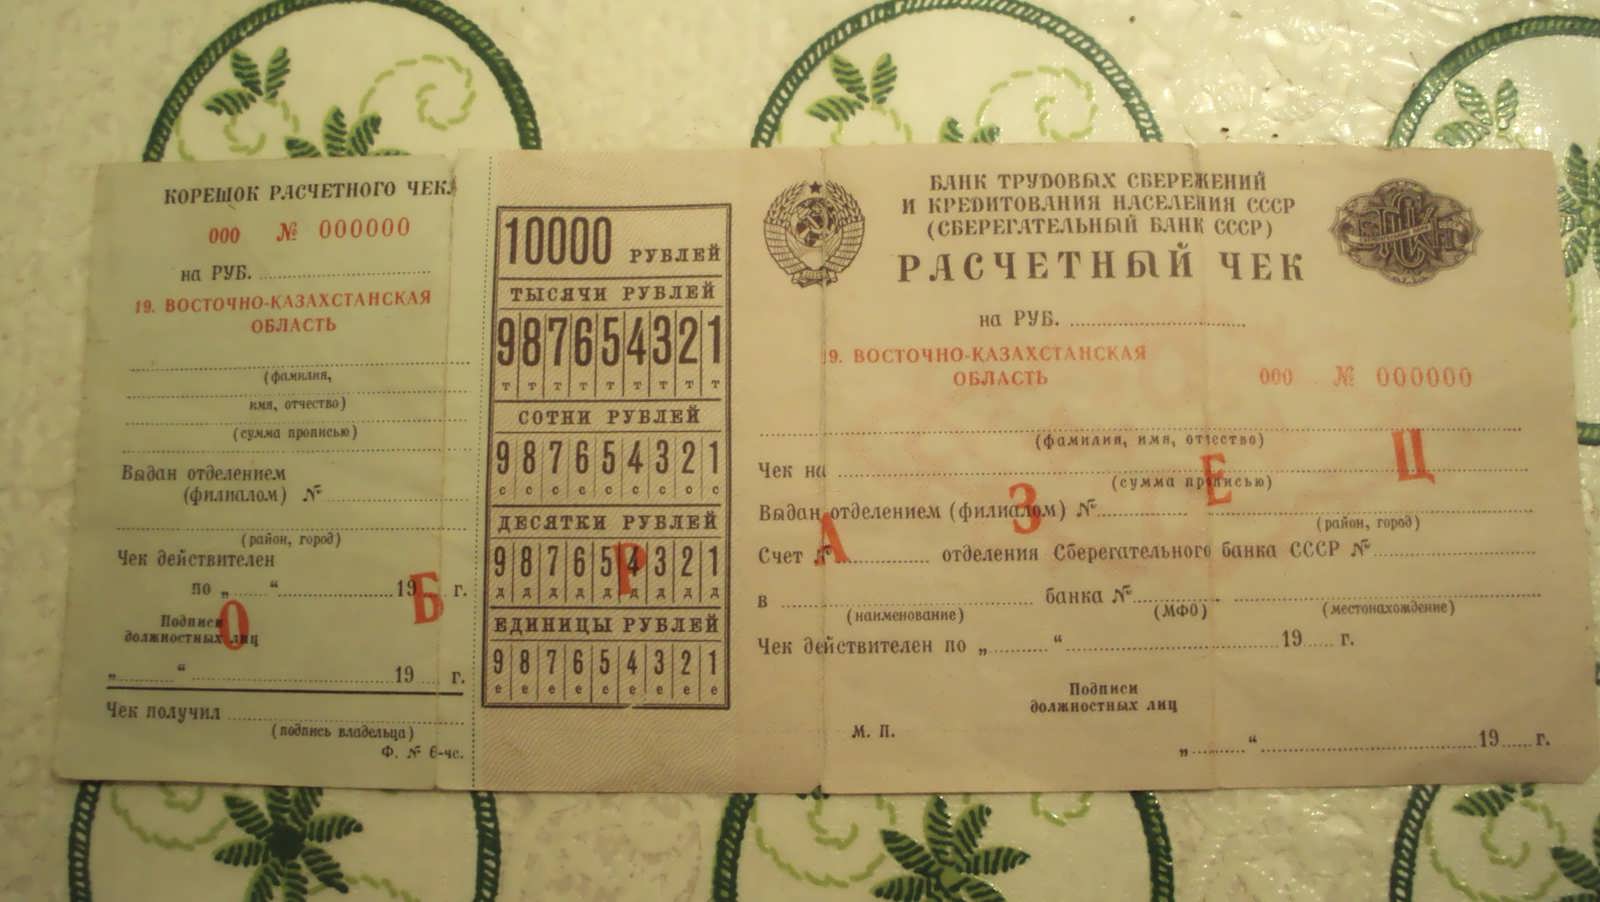 КОРЕШОК РАСЧЕТНОГО ЧЕКА
000 № 000000
на РУБ.
19. ВОСТОЧНО-КАЗАХСТАНСКАЯ
ОБЛАСТЬ
(фамилия,
имя, отчество)
(сумма прописью)
Выдан отделением
(филиалом) №
(район, город)
Чек действителен
по „ “ 19 г.
Подписи
должностных лиц
„ “ 19 г.
Чек получил
(подпись владельца)
Ф. № 6-чс.
10000 РУБЛЕЙ
ТЫСЯЧИ РУБЛЕЙ
9 8 7 6 5 4 3 2 1
т т т т т т т т т
СОТНИ РУБЛЕЙ
9 8 7 6 5 4 3 2 1
с с с с с с с с с
ДЕСЯТКИ РУБЛЕЙ
9 8 7 6 5 4 3 2 1
д д д д д д д д д
ЕДИНИЦЫ РУБЛЕЙ
9 8 7 6 5 4 3 2 1
е е е е е е е е е
БАНК ТРУДОВЫХ СБЕРЕЖЕНИЙ
И КРЕДИТОВАНИЯ НАСЕЛЕНИЯ СССР
(СБЕРЕГАТЕЛЬНЫЙ БАНК СССР)
РАСЧЕТНЫЙ ЧЕК
на РУБ.
19. ВОСТОЧНО-КАЗАХСТАНСКАЯ
ОБЛАСТЬ
000 № 000000
(фамилия, имя, отчество)
Чек на
(сумма прописью)
Выдан отделением (филиалом) №
(район, город)
Счет № отделения Сберегательного банка СССР №
в банка №
(наименование) (МФО) (местонахождение)
Чек действителен по „ “ 19 г.
Подписи
должностных лиц
М. П.
„ “ 19 г.
ОБРАЗЕЦ